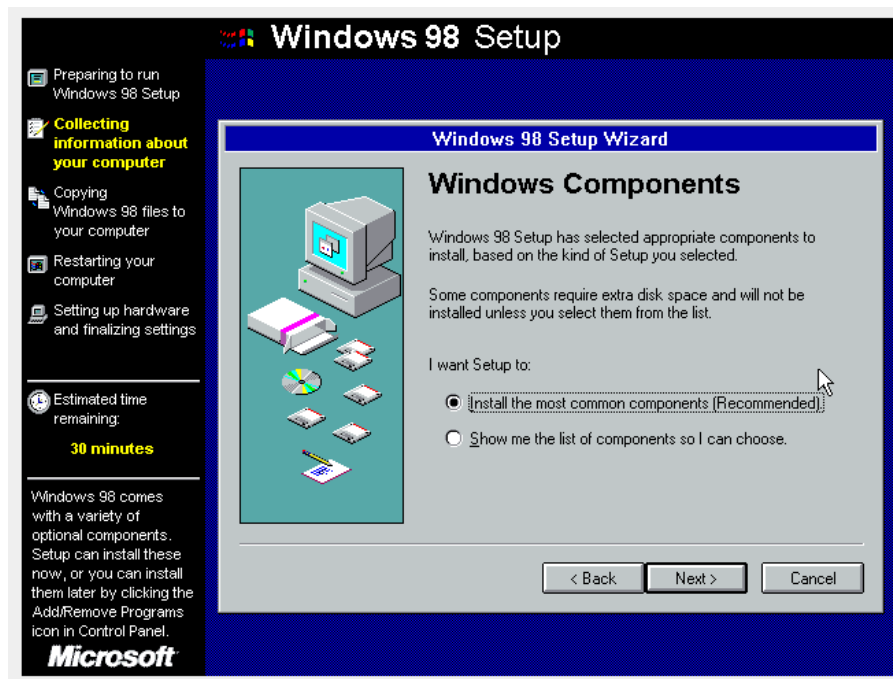 Windows 98 Setup
Preparing to run
Windows 98 Setup
Collecting
information about
your computer
Copying
Windows 98 files to
your computer
Restarting your
computer
Setting up hardware
and finalizing settings
Estimated time
remaining:
30 minutes
Windows 98 comes
with a variety of
optional components.
Setup can install these
now, or you can install
them later by clicking the
Add/Remove Programs
icon in Control Panel.
Microsoft
Windows 98 Setup Wizard
Windows Components
Windows 98 Setup has selected appropriate components to
install, based on the kind of Setup you selected.
Some components require extra disk space and will not be
installed unless you select them from the list.
I want Setup to:
Install the most common components (Recommended).
Show me the list of components so I can choose.
< Back Next > Cancel